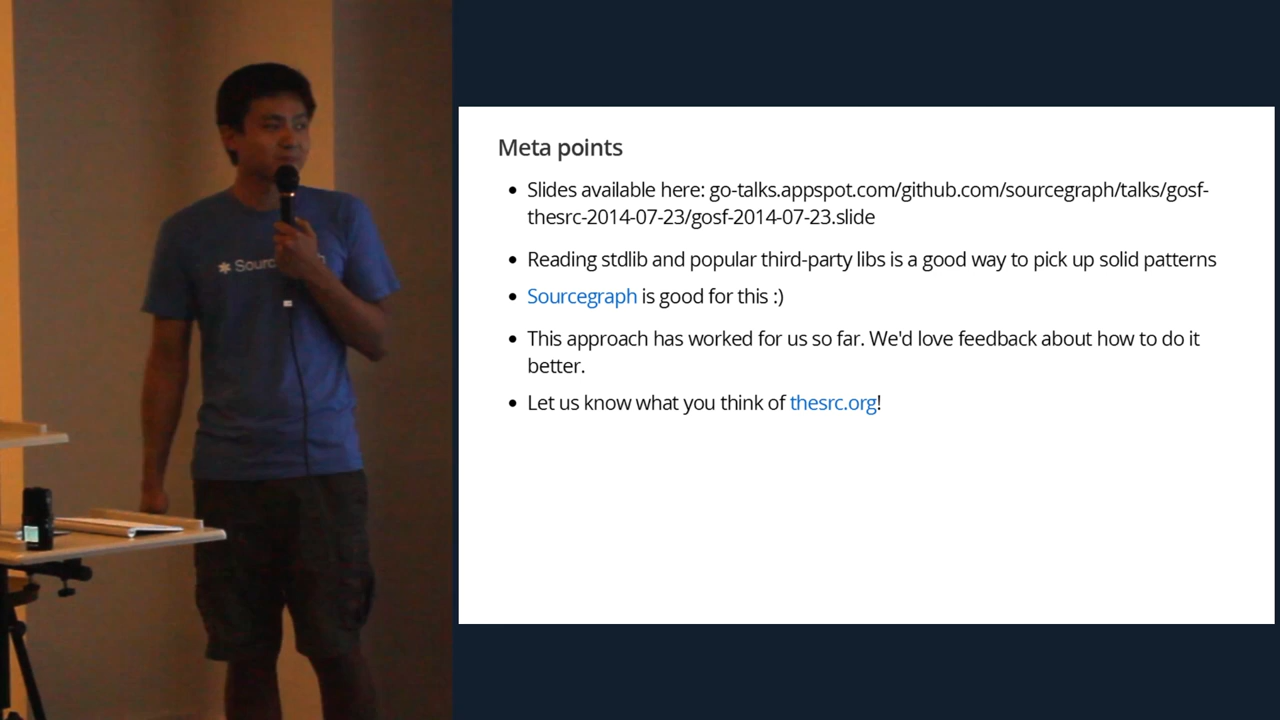 Meta points
Slides available here: go-talks.appspot.com/github.com/sourcegraph/talks/gosf-
thesrc-2014-07-23/gosf-2014-07-23.slide
Reading stdlib and popular third-party libs is a good way to pick up solid patterns
Sourcegraph is good for this :)
This approach has worked for us so far. We'd love feedback about how to do it
better.
Let us know what you think of thesrc.org!